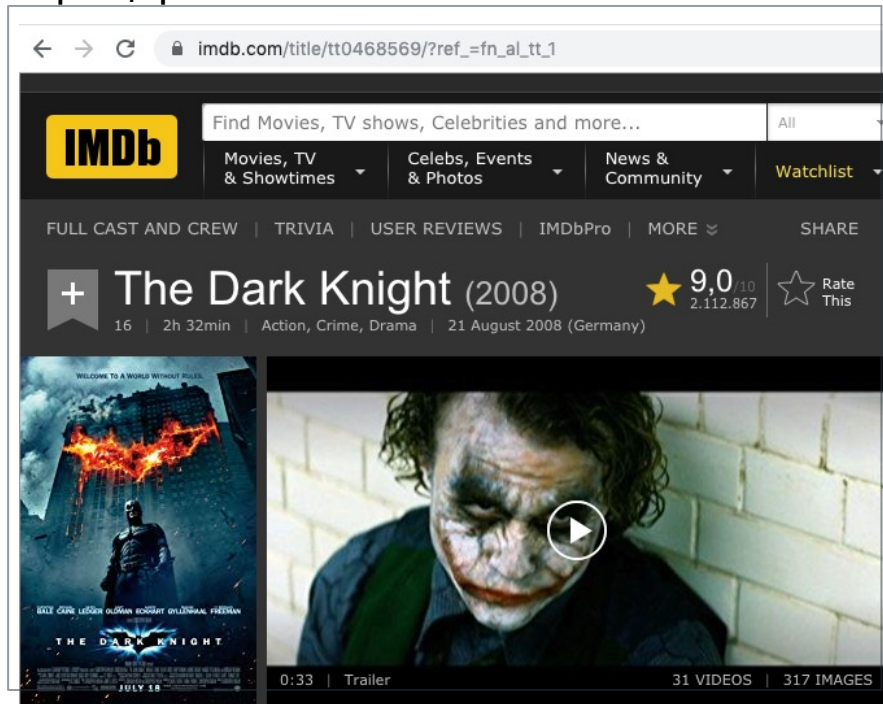 imdb.com/title/tt0468569/?ref_=fn_al_tt_1
IMDb
Find Movies, TV shows, Celebrities and more...
All
Movies, TV
& Showtimes
Celebs, Events
& Photos
News &
Community
Watchlist
FULL CAST AND CREW | TRIVIA | USER REVIEWS | IMDbPro | MORE
SHARE
+
The Dark Knight (2008)
9,0/10
2.112.867
Rate
This
16 | 2h 32min | Action, Crime, Drama | 21 August 2008 (Germany)
WELCOME TO A WORLD WITHOUT RULES.
BALE CAINE LEDGER OLDMAN ECKHART GYLLENHAAL FREEMAN
THE DARK KNIGHT
JULY 18
0:33 | Trailer
31 VIDEOS | 317 IMAGES